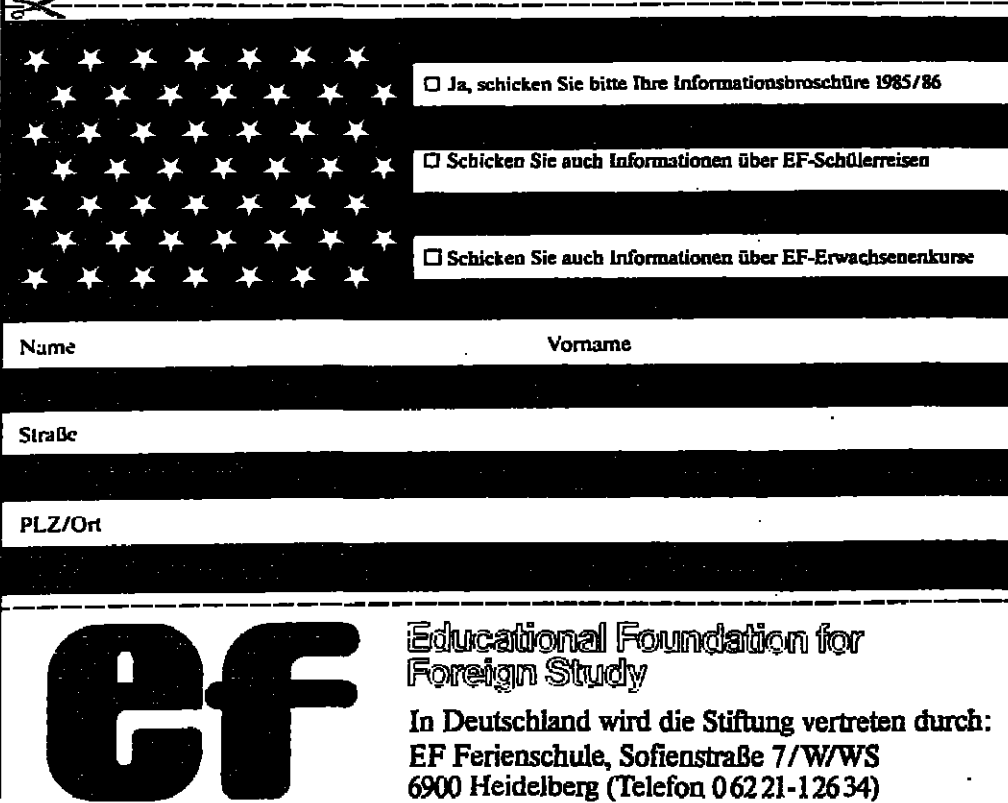 ☐ Ja, schicken Sie bitte Ihre Informationsbroschüre 1985/86
☐ Schicken Sie auch Informationen über EF-Schülerreisen
☐ Schicken Sie auch Informationen über EF-Erwachsenenkurse
Name Vorname
Straße
PLZ/Ort
ef
Educational Foundation for
Foreign Study
In Deutschland wird die Stiftung vertreten durch:
EF Ferienschule, Sofienstraße 7/W/WS
6900 Heidelberg (Telefon 06221-12634)